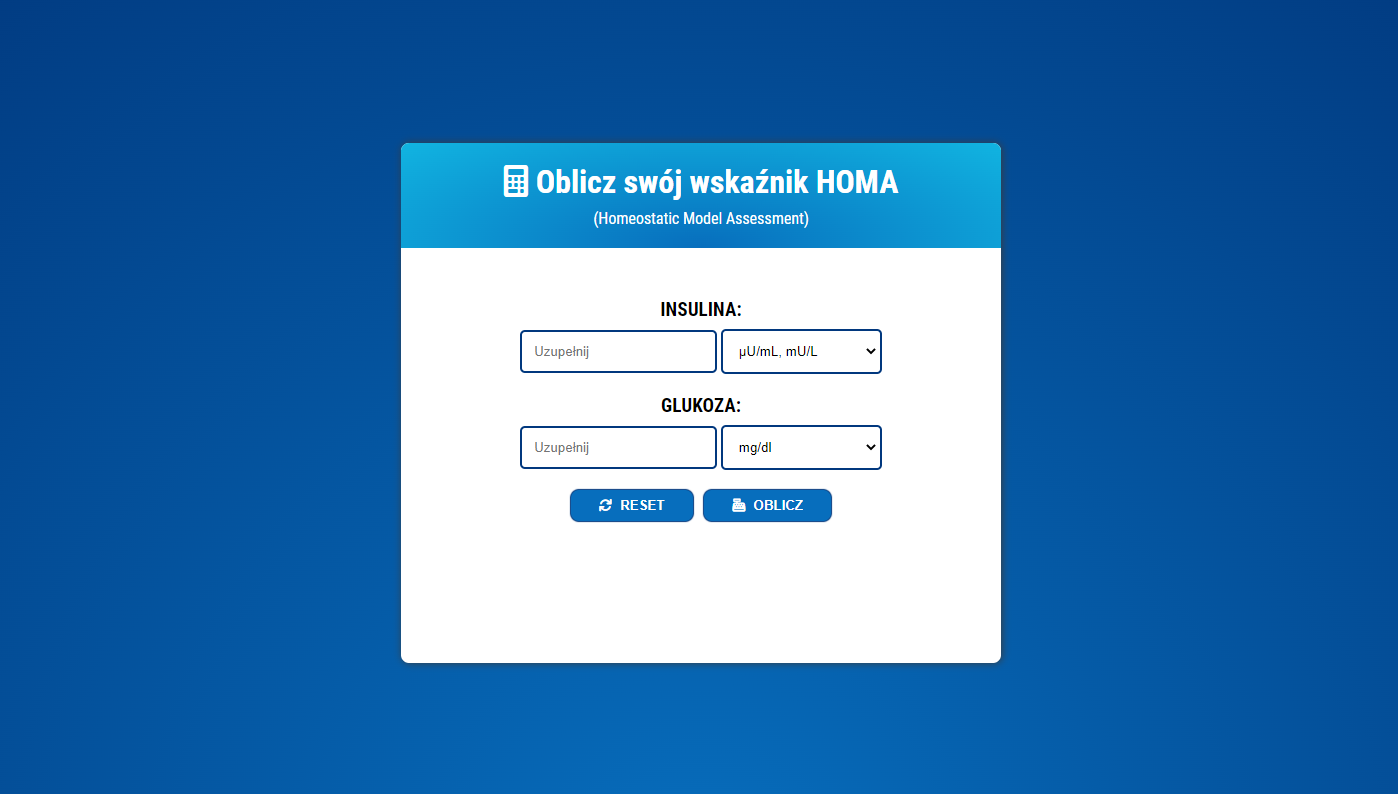 Oblicz swój wskaźnik HOMA
(Homeostatic Model Assessment)
INSULINA:
Uzupełnij
µU/mL, mU/L
GLUKOZA:
Uzupełnij
mg/dl
RESET
OBLICZ